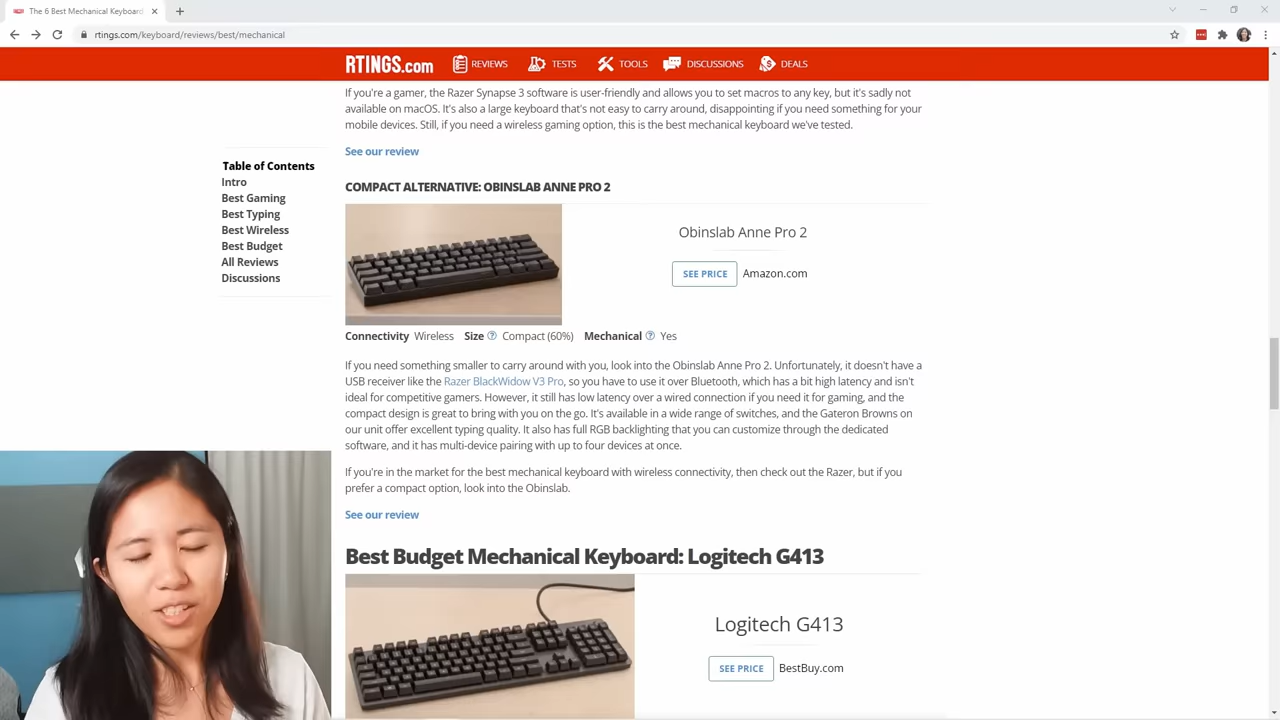 The 6 Best Mechanical Keyboard
rtings.com/keyboard/reviews/best/mechanical
RTINGS.com
REVIEWS
TESTS
TOOLS
DISCUSSIONS
DEALS
If you're a gamer, the Razer Synapse 3 software is user-friendly and allows you to set macros to any key, but it's sadly not
available on macOS. It's also a large keyboard that's not easy to carry around, disappointing if you need something for your
mobile devices. Still, if you need a wireless gaming option, this is the best mechanical keyboard we've tested.
See our review
Table of Contents
Intro
Best Gaming
Best Typing
Best Wireless
Best Budget
All Reviews
Discussions
COMPACT ALTERNATIVE: OBINSLAB ANNE PRO 2
Obinslab Anne Pro 2
SEE PRICE Amazon.com
Connectivity Wireless Size ? Compact (60%) Mechanical ? Yes
If you need something smaller to carry around with you, look into the Obinslab Anne Pro 2. Unfortunately, it doesn't have a
USB receiver like the Razer BlackWidow V3 Pro, so you have to use it over Bluetooth, which has a bit high latency and isn't
ideal for competitive gamers. However, it still has low latency over a wired connection if you need it for gaming, and the
compact design is great to bring with you on the go. It's available in a wide range of switches, and the Gateron Browns on
our unit offer excellent typing quality. It also has full RGB backlighting that you can customize through the dedicated
software, and it has multi-device pairing with up to four devices at once.
If you're in the market for the best mechanical keyboard with wireless connectivity, then check out the Razer, but if you
prefer a compact option, look into the Obinslab.
See our review
Best Budget Mechanical Keyboard: Logitech G413
Logitech G413
SEE PRICE BestBuy.com